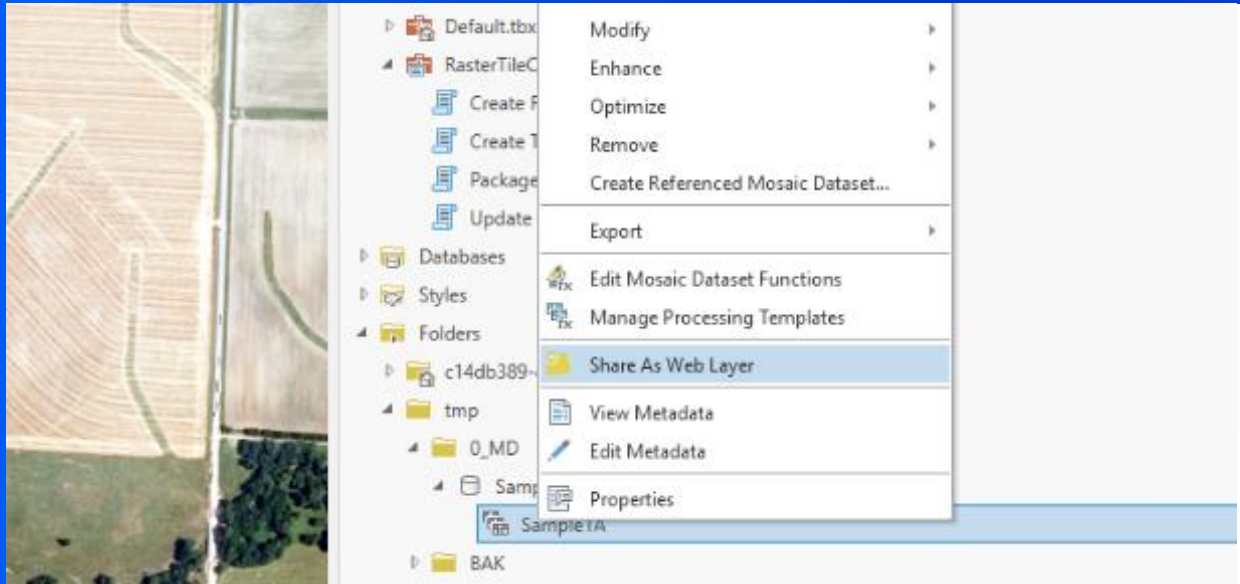 Default.tbx
RasterTileC
Create F
Create T
Package
Update
Databases
Styles
Folders
c14db389-
tmp
0_MD
Samp
SampleTA
BAK
Modify
Enhance
Optimize
Remove
Create Referenced Mosaic Dataset...
Export
Edit Mosaic Dataset Functions
Manage Processing Templates
Share As Web Layer
View Metadata
Edit Metadata
Properties